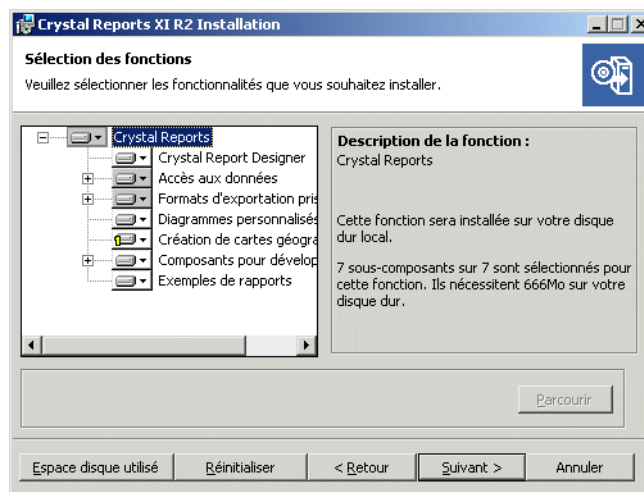 Crystal Reports XI R2 Installation
Sélection des fonctions
Veuillez sélectionner les fonctionnalités que vous souhaitez installer.
Crystal Reports
Crystal Report Designer
Accès aux données
Formats d'exportation pris
Diagrammes personnalisés
Création de cartes géogra
Composants pour dévelop
Exemples de rapports
Description de la fonction :
Crystal Reports
Cette fonction sera installée sur votre disque
dur local.
7 sous-composants sur 7 sont sélectionnés pour
cette fonction. Ils nécessitent 666Mo sur votre
disque dur.
Parcourir
Espace disque utilisé
Réinitialiser
< Retour
Suivant >
Annuler